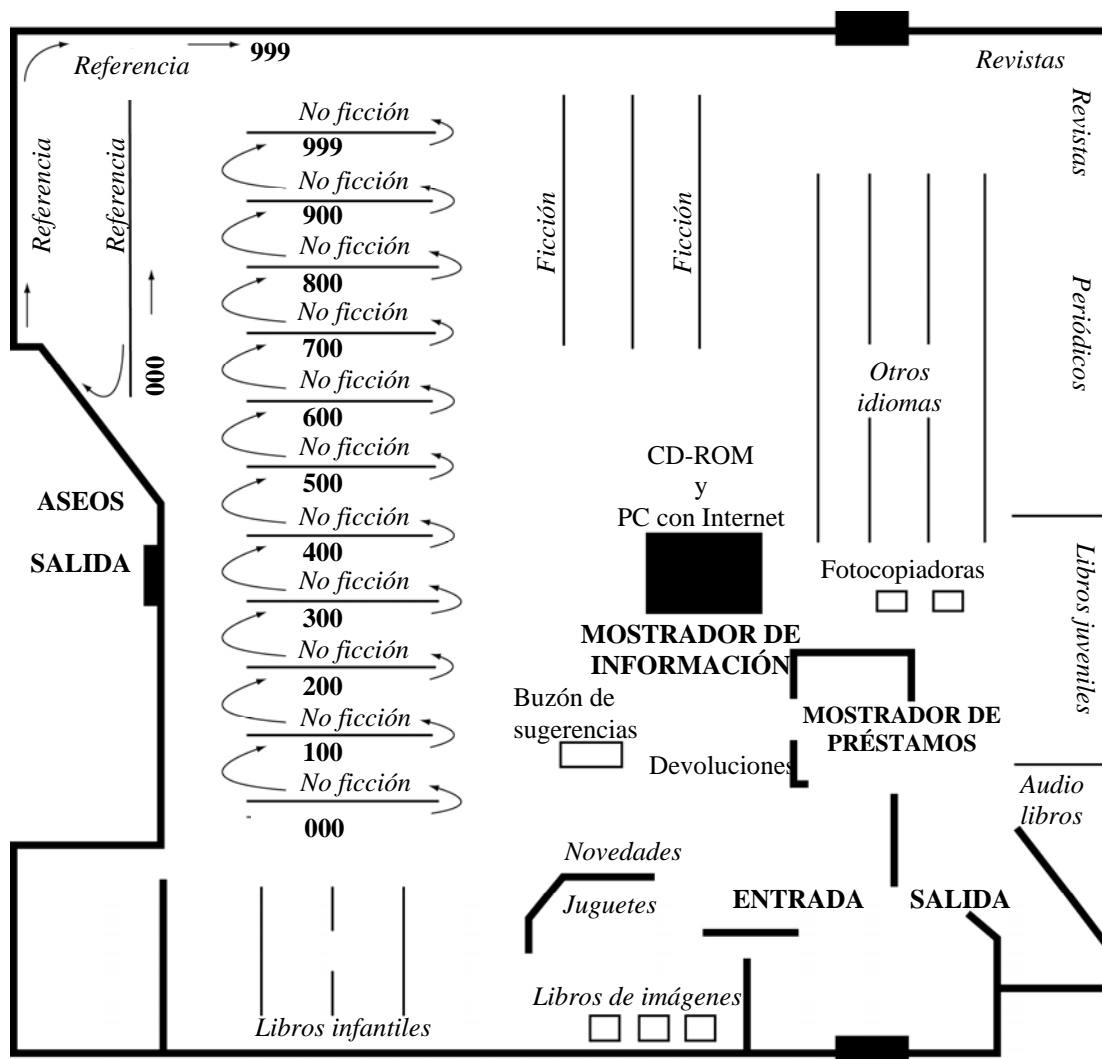 999
Referencia
Referencia
Referencia
000
No ficción
999
No ficción
900
No ficción
800
No ficción
700
No ficción
600
No ficción
500
No ficción
400
No ficción
300
No ficción
200
No ficción
100
No ficción
000
ASEOS
SALIDA
Ficción
Ficción
Revistas
Revistas
Periódicos
Otros
idiomas
CD-ROM
y
PC con Internet
MOSTRADOR DE
INFORMACIÓN
Fotocopiadoras
Libros juveniles
Buzón de
sugerencias
Devoluciones
MOSTRADOR DE
PRÉSTAMOS
Audio
libros
Novedades
Juguetes
ENTRADA
SALIDA
Libros de imágenes
Libros infantiles